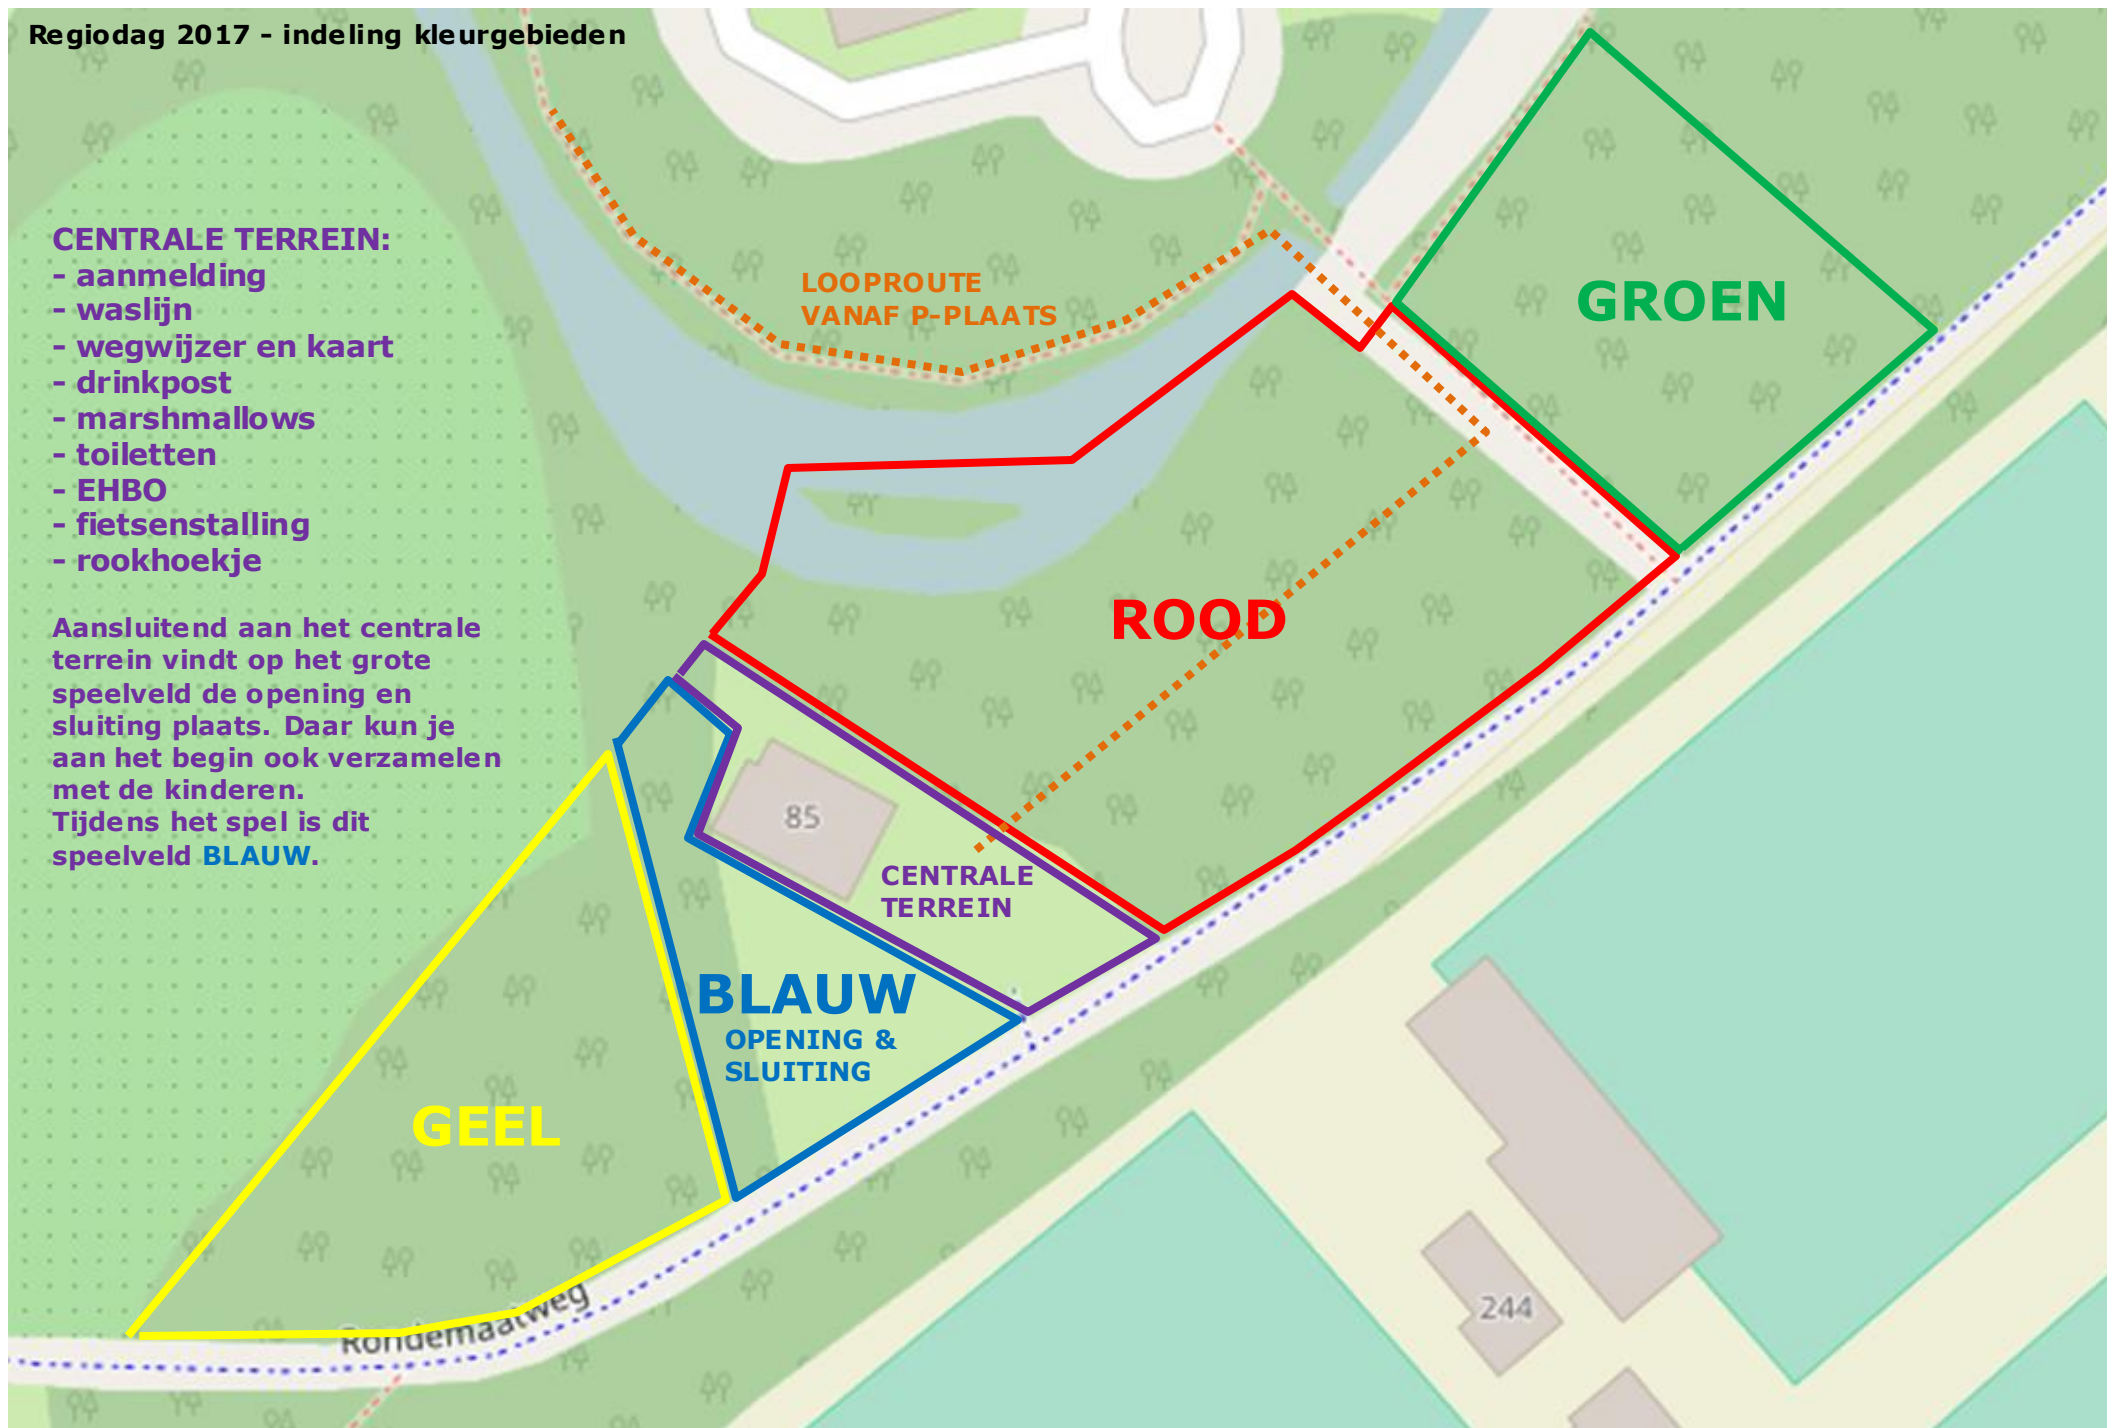 Regiodag 2017 - indeling kleurgebieden
CENTRALE TERREIN:
- aanmelding
- waslijn
- wegwijzer en kaart
- drinkpost
- marshmallows
- toiletten
- EHBO
- fietsenstalling
- rookhoekje
Aansluitend aan het centrale
terrein vindt op het grote
speelveld de opening en
sluiting plaats. Daar kun je
aan het begin ook verzamelen
met de kinderen.
Tijdens het spel is dit
speelveld BLAUW.
LOOPROUTE
VANAF P-PLAATS
GROEN
ROOD
85
CENTRALE
TERREIN
BLAUW
OPENING &
SLUITING
GEEL
Rondemaatweg
244